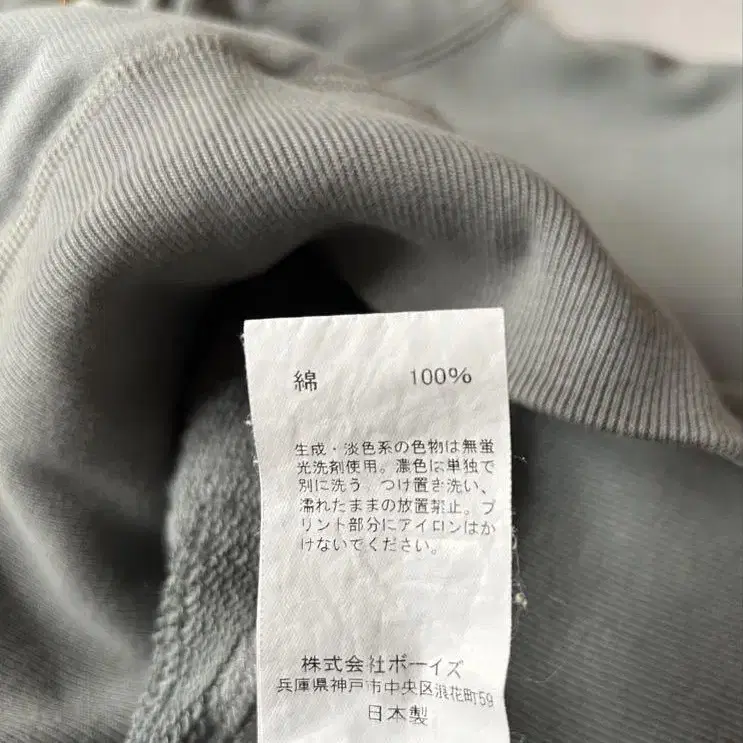 綿 100%
生成・淡色系の色物は無蛍
光洗剤使用。濃色は単独で
別に洗う。つけ置き洗い、
濡れたままの放置禁止。プ
リント部分にアイロンはか
けないでください。
株式会社ボーイズ
兵庫県神戸市中央区浪花町59
日本製